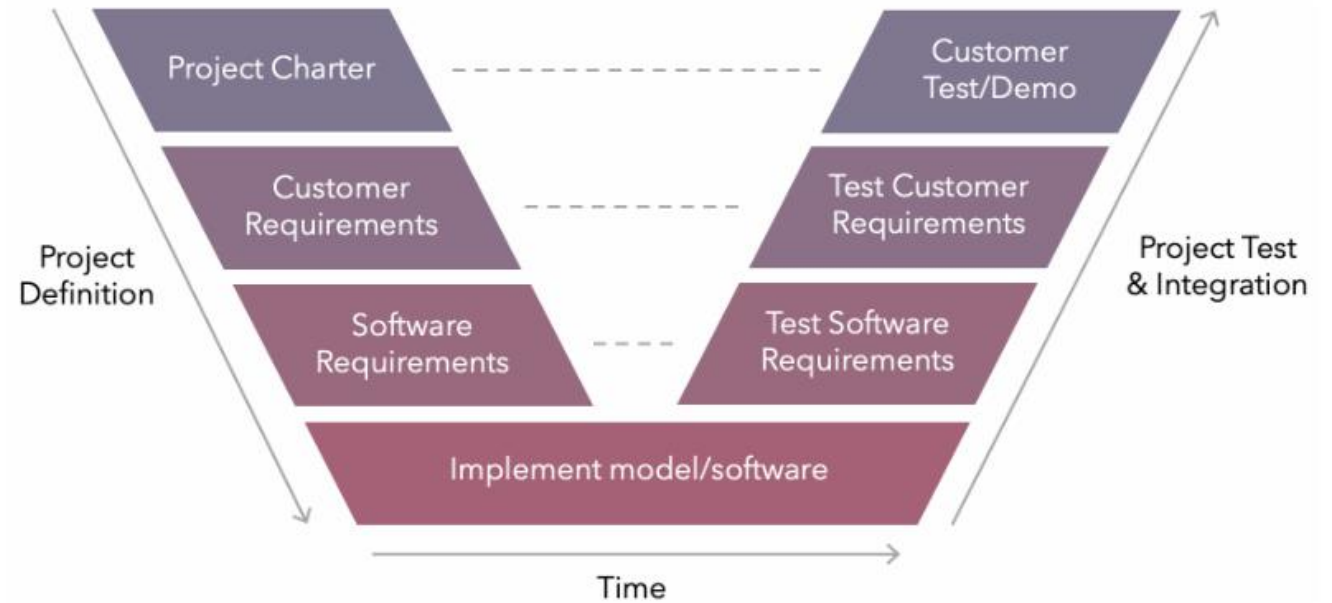 Project Charter
Customer
Test/Demo
Customer
Requirements
Test Customer
Requirements
Project
Definition
Project Test
& Integration
Software
Requirements
Test Software
Requirements
Implement model/software
Time